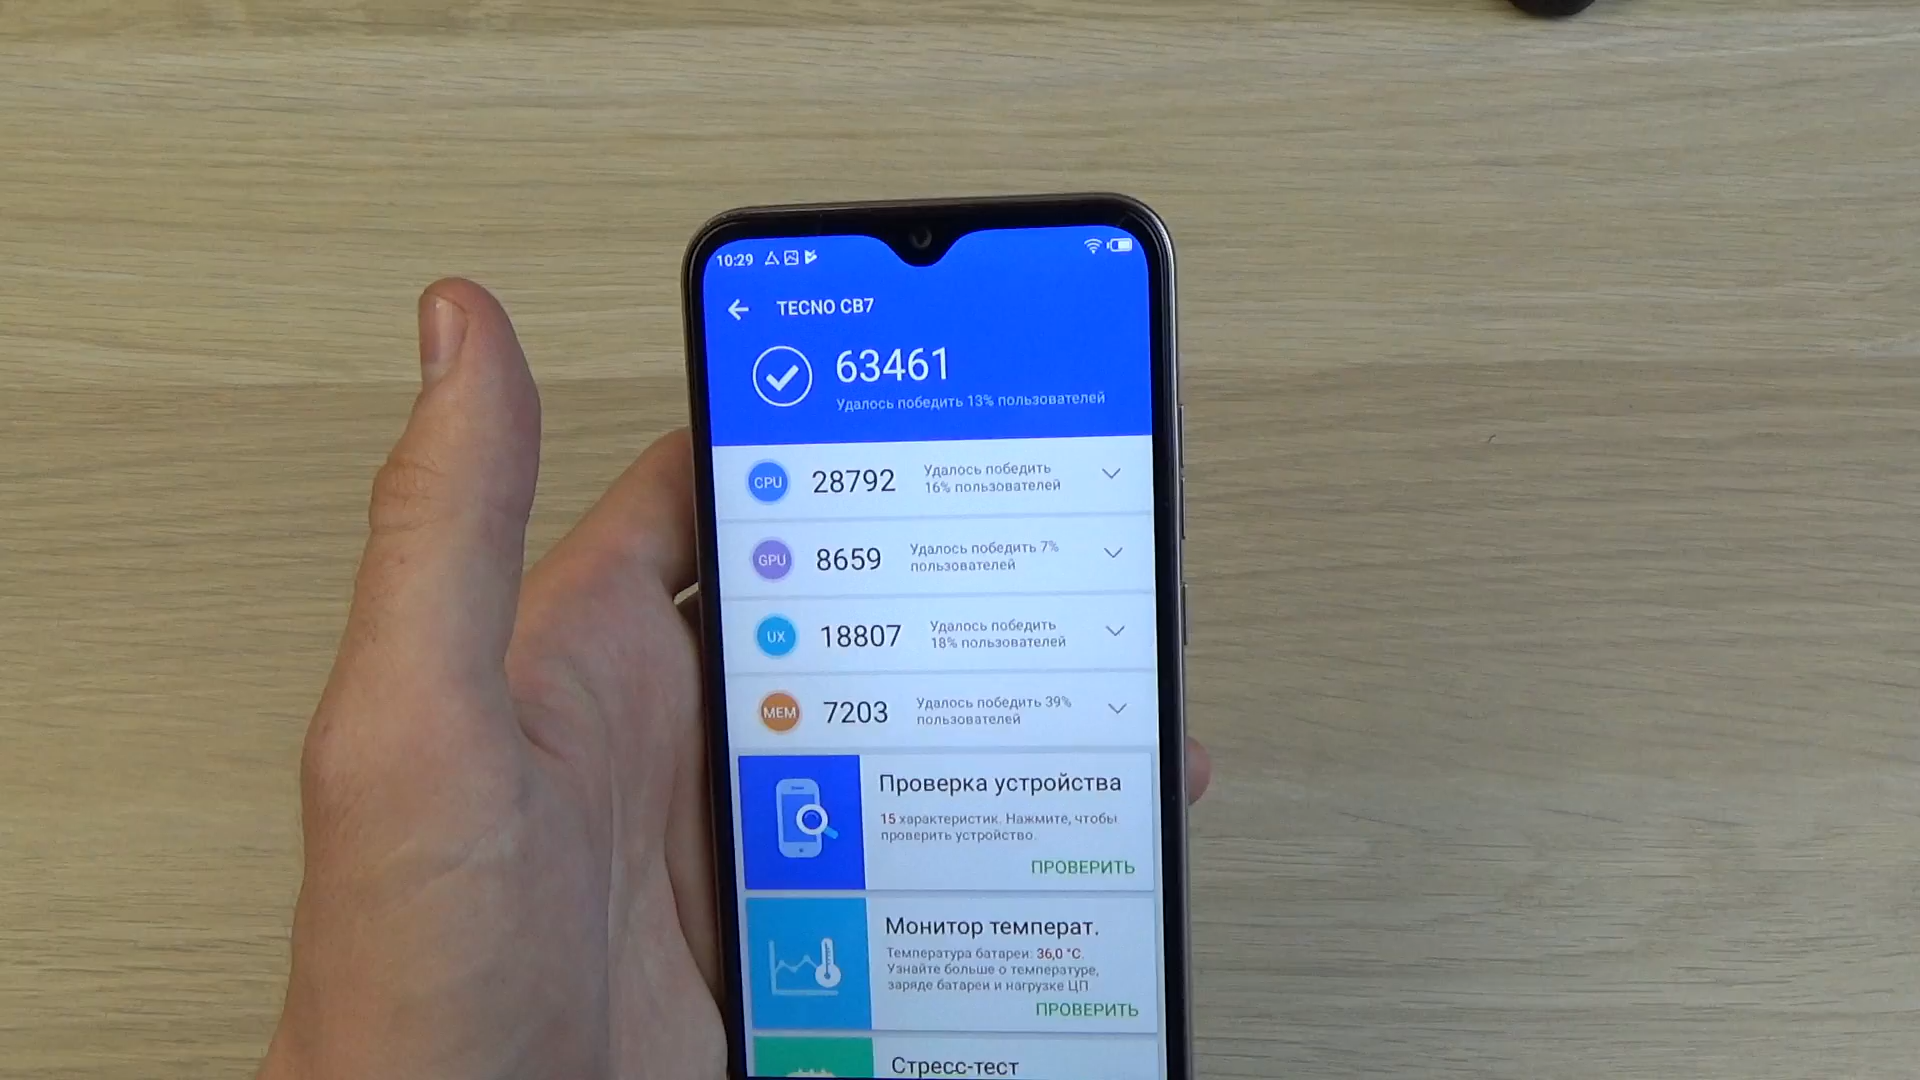 10:29
TECNO CB7
63461
Удалось победить 13% пользователей
CPU
28792
Удалось победить
16% пользователей
GPU
8659
Удалось победить 7%
пользователей
UX
18807
Удалось победить
18% пользователей
MEM
7203
Удалось победить 39%
пользователей
Проверка устройства
15 характеристик. Нажмите, чтобы
проверить устройство.
ПРОВЕРИТЬ
Монитор температ.
Температура батареи: 36,0 °C.
Узнайте больше о температуре,
заряде батареи и нагрузке ЦП
ПРОВЕРИТЬ
Стресс-тест